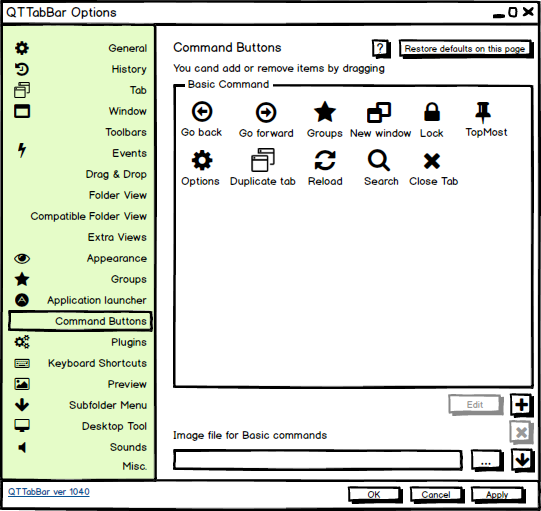 QTTabBar Options
General
History
Tab
Window
Toolbars
Events
Drag & Drop
Folder View
Compatible Folder View
Extra Views
Appearance
Groups
Application launcher
Command Buttons
Plugins
Keyboard Shortcuts
Preview
Subfolder Menu
Desktop Tool
Sounds
Misc.
Command Buttons
?
Restore defaults on this page
You cand add or remove items by dragging
Basic Command
Go back Go forward Groups New window Lock TopMost
Options Duplicate tab Reload Search Close Tab
Edit
Image file for Basic commands
...
QTTabBar ver 1040
OK Cancel Apply